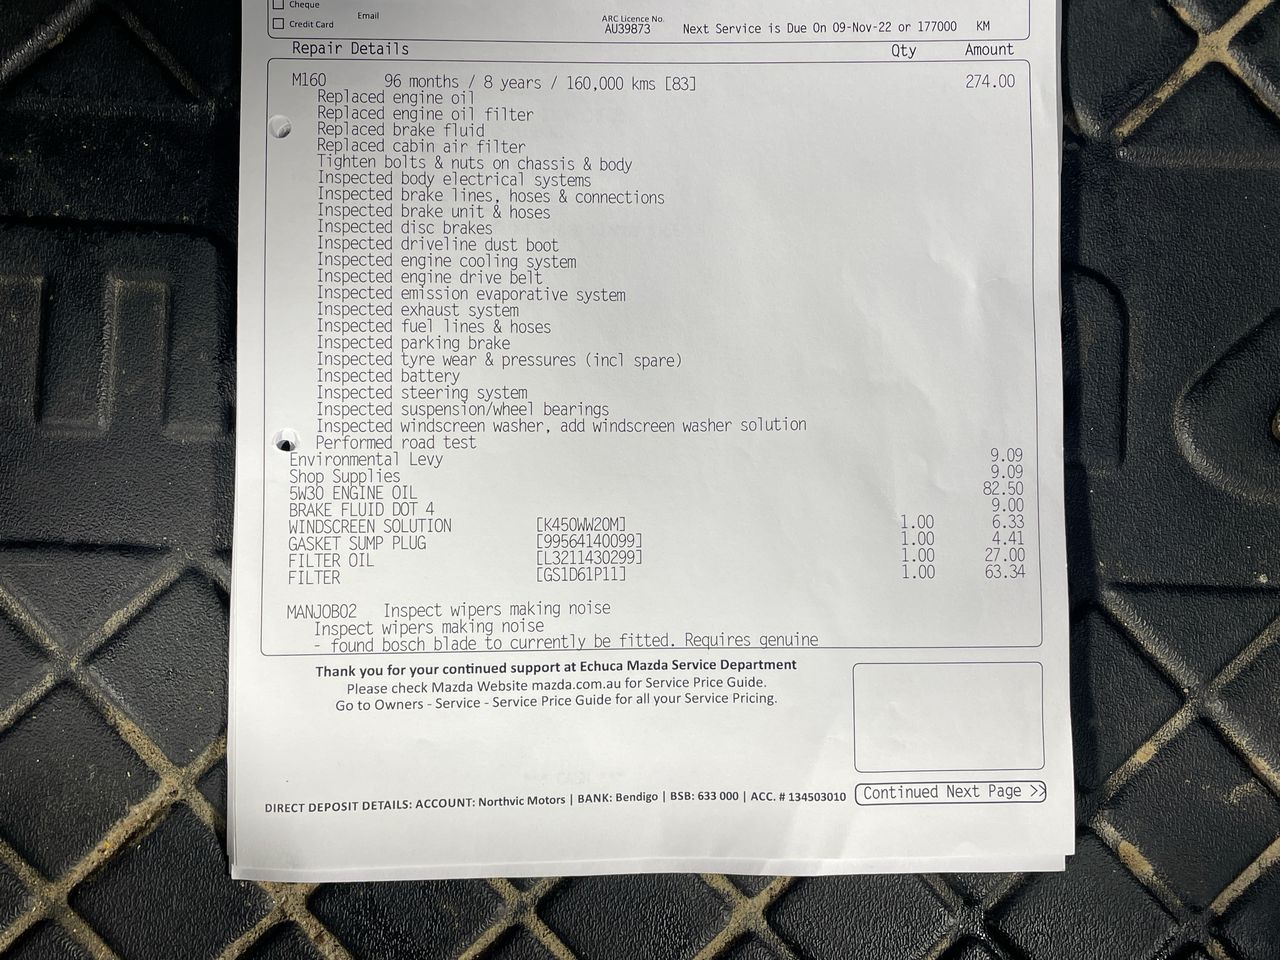 Cheque
Credit Card
Email
ARC Licence No.
AU39873
Next Service is Due On 09-Nov-22 or 177000 KM
Repair Details Qty Amount
M160 96 months / 8 years / 160,000 kms [83] 274.00
Replaced engine oil
Replaced engine oil filter
Replaced brake fluid
Replaced cabin air filter
Tighten bolts & nuts on chassis & body
Inspected body electrical systems
Inspected brake lines, hoses & connections
Inspected brake unit & hoses
Inspected disc brakes
Inspected driveline dust boot
Inspected engine cooling system
Inspected engine drive belt
Inspected emission evaporative system
Inspected exhaust system
Inspected fuel lines & hoses
Inspected parking brake
Inspected tyre wear & pressures (incl spare)
Inspected battery
Inspected steering system
Inspected suspension/wheel bearings
Inspected windscreen washer, add windscreen washer solution
Performed road test
Environmental Levy 9.09
Shop Supplies 9.09
5W30 ENGINE OIL 82.50
BRAKE FLUID DOT 4 9.00
WINDSCREEN SOLUTION [K450WW20M] 1.00 6.33
GASKET SUMP PLUG [99564140099] 1.00 4.41
FILTER OIL [L3211430299] 1.00 27.00
FILTER [GS1D61P11] 1.00 63.34
MANJOB02 Inspect wipers making noise
Inspect wipers making noise
- found bosch blade to currently be fitted. Requires genuine
Thank you for your continued support at Echuca Mazda Service Department
Please check Mazda Website mazda.com.au for Service Price Guide.
Go to Owners - Service - Service Price Guide for all your Service Pricing.
DIRECT DEPOSIT DETAILS: ACCOUNT: Northvic Motors | BANK: Bendigo | BSB: 633 000 | ACC. # 134503010
Continued Next Page >>